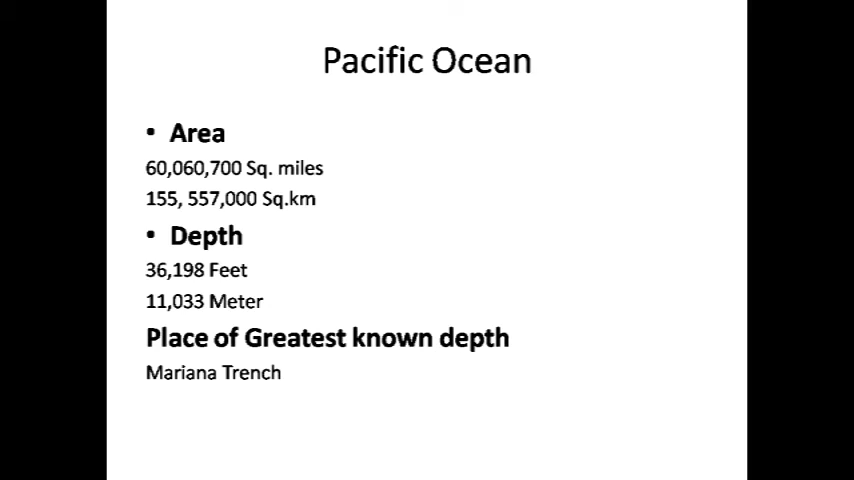 Pacific Ocean
• Area
60,060,700 Sq. miles
155, 557,000 Sq.km
• Depth
36,198 Feet
11,033 Meter
Place of Greatest known depth
Mariana Trench